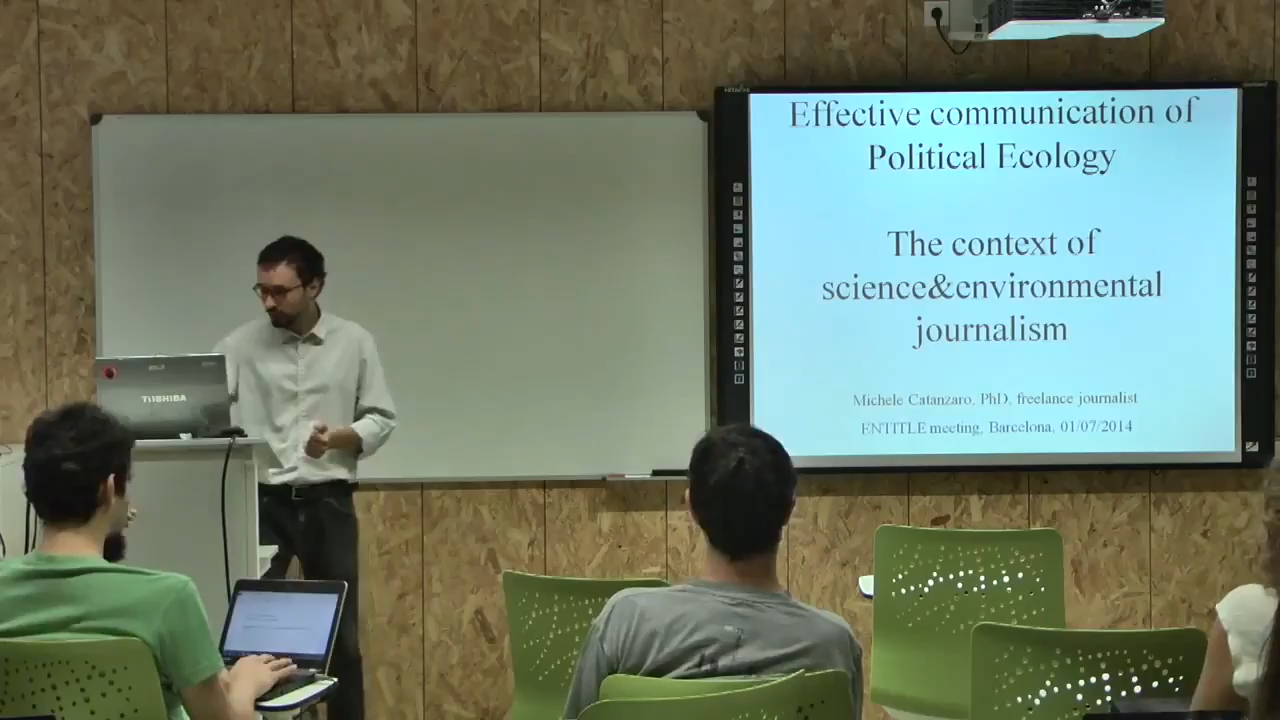 HITACHI
Effective communication of
Political Ecology
The context of
science&environmental
journalism
Michele Catanzaro, PhD, freelance journalist
ENTITLE meeting, Barcelona, 01/07/2014
TOSHIBA